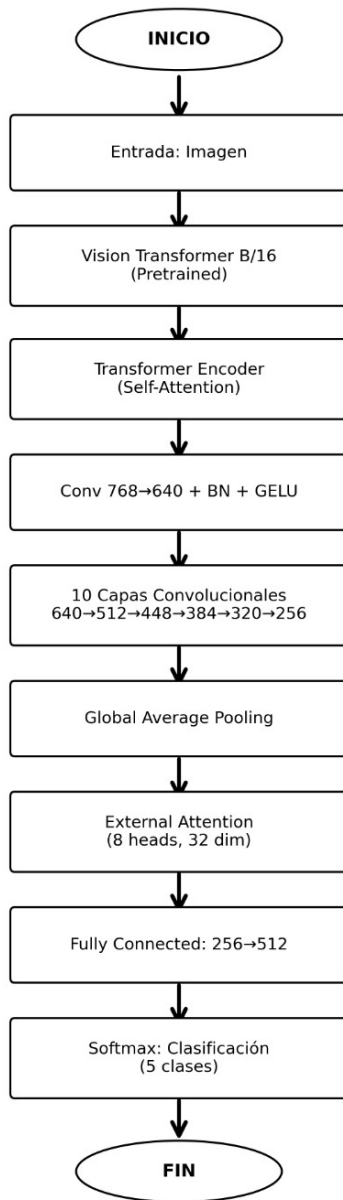 INICIO
Entrada: Imagen
Vision Transformer B/16
(Pretrained)
Transformer Encoder
(Self-Attention)
Conv 768→640 + BN + GELU
10 Capas Convolucionales
640→512→448→384→320→256
Global Average Pooling
External Attention
(8 heads, 32 dim)
Fully Connected: 256→512
Softmax: Clasificación
(5 clases)
FIN